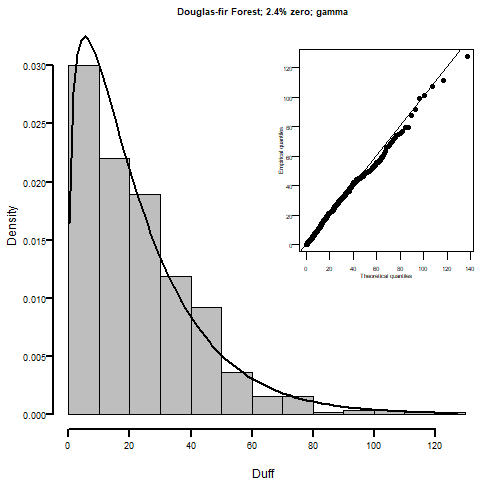 Douglas-fir Forest; 2.4% zero; gamma
Density
0.030
0.025
0.020
0.015
0.010
0.005
0.000
0 20 40 60 80 100 120
Duff
Empirical quantiles
120
100
80
60
40
20
0
0 20 40 60 80 100 120 140
Theoretical quantiles